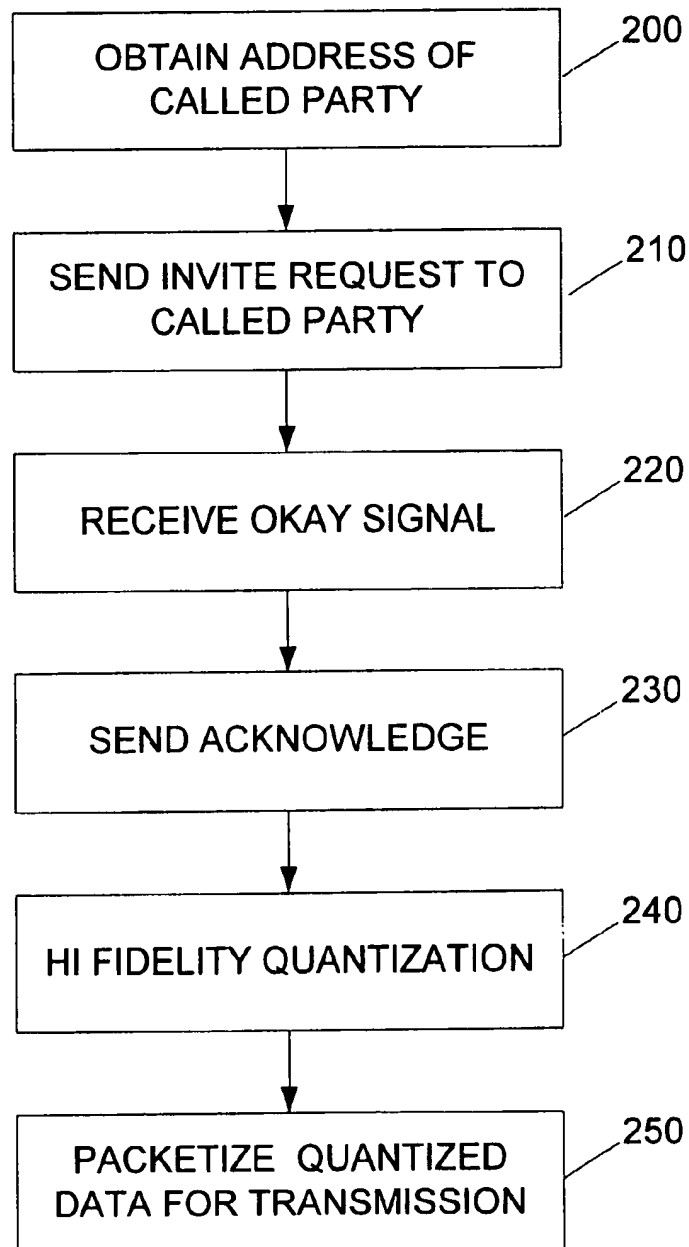 200
OBTAIN ADDRESS OF
CALLED PARTY
210
SEND INVITE REQUEST TO
CALLED PARTY
220
RECEIVE OKAY SIGNAL
230
SEND ACKNOWLEDGE
240
HI FIDELITY QUANTIZATION
250
PACKETIZE QUANTIZED
DATA FOR TRANSMISSION